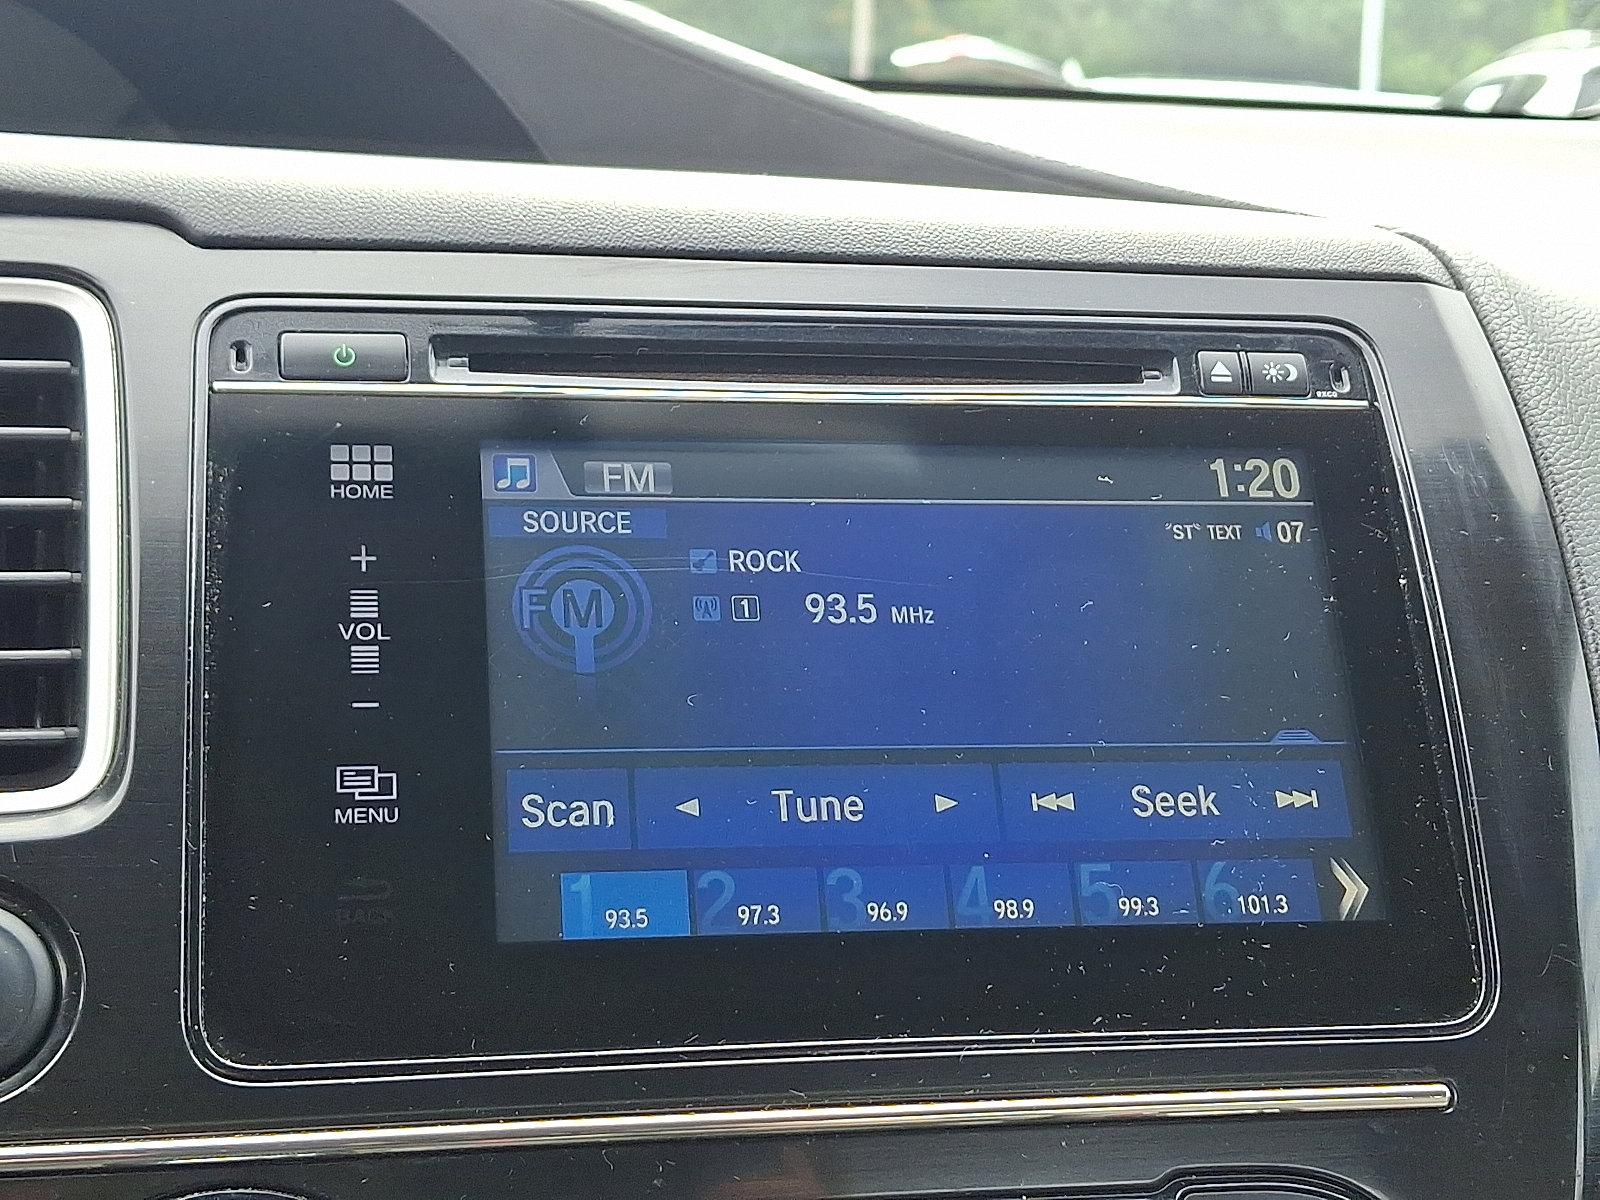 HOME
+
VOL
−
MENU
BACK
FM
1:20
SOURCE
"ST" TEXT 07
FM
ROCK
1 93.5 MHz
Scan Tune Seek
1 93.5 2 97.3 3 96.9 4 98.9 5 99.3 6 101.3